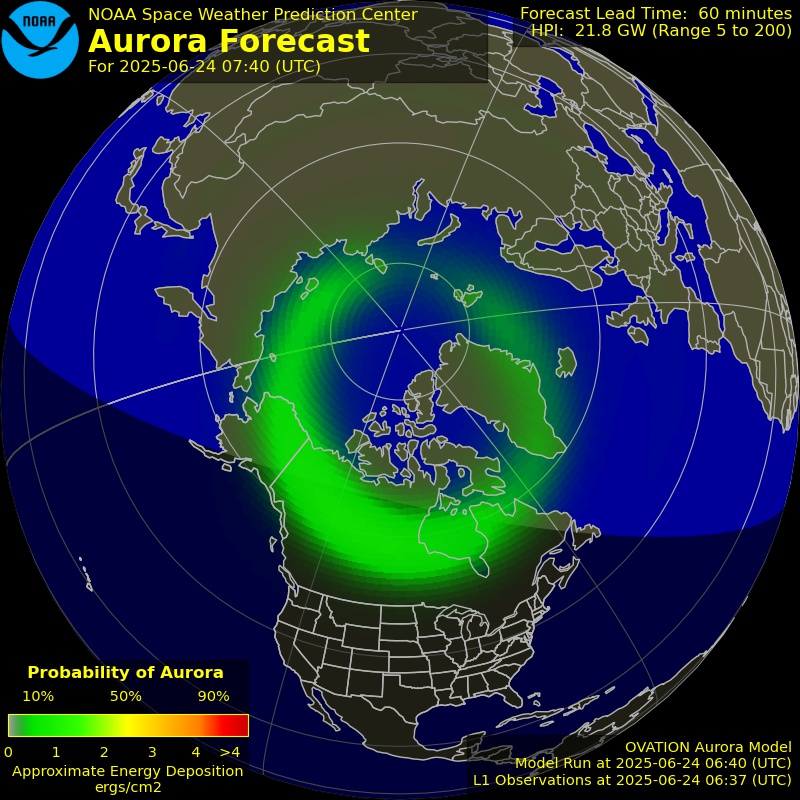 NOAA
NOAA Space Weather Prediction Center
Aurora Forecast
For 2025-06-24 07:40 (UTC)
Forecast Lead Time: 60 minutes
HPI: 21.8 GW (Range 5 to 200)
Probability of Aurora
10% 50% 90%
0 1 2 3 4 >4
Approximate Energy Deposition
ergs/cm2
OVATION Aurora Model
Model Run at 2025-06-24 06:40 (UTC)
L1 Observations at 2025-06-24 06:37 (UTC)